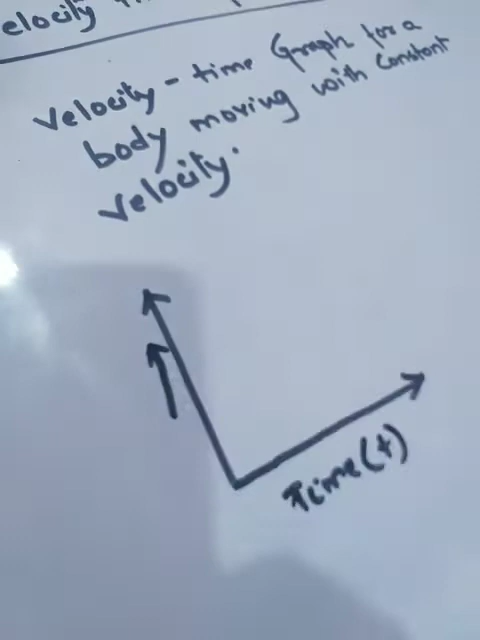 elocity
Velocity - time Graph for a
body moving with Constant
velocity.
Time(t)